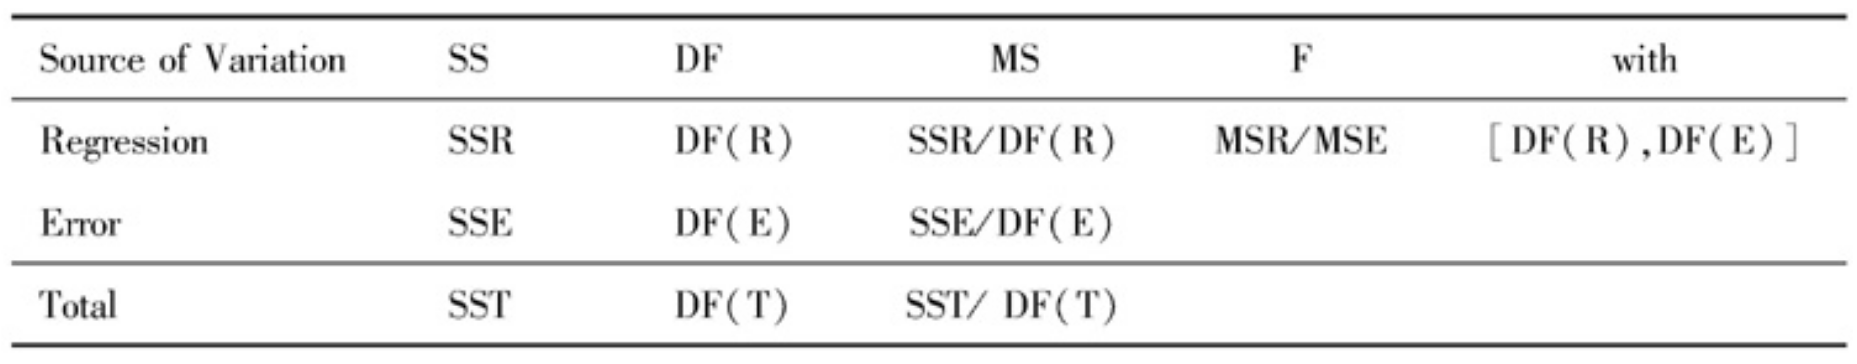 Source of Variation SS DF MS F with
Regression SSR DF(R) SSR/DF(R) MSR/MSE [DF(R),DF(E)]
Error SSE DF(E) SSE/DF(E)
Total SST DF(T) SST/ DF(T)